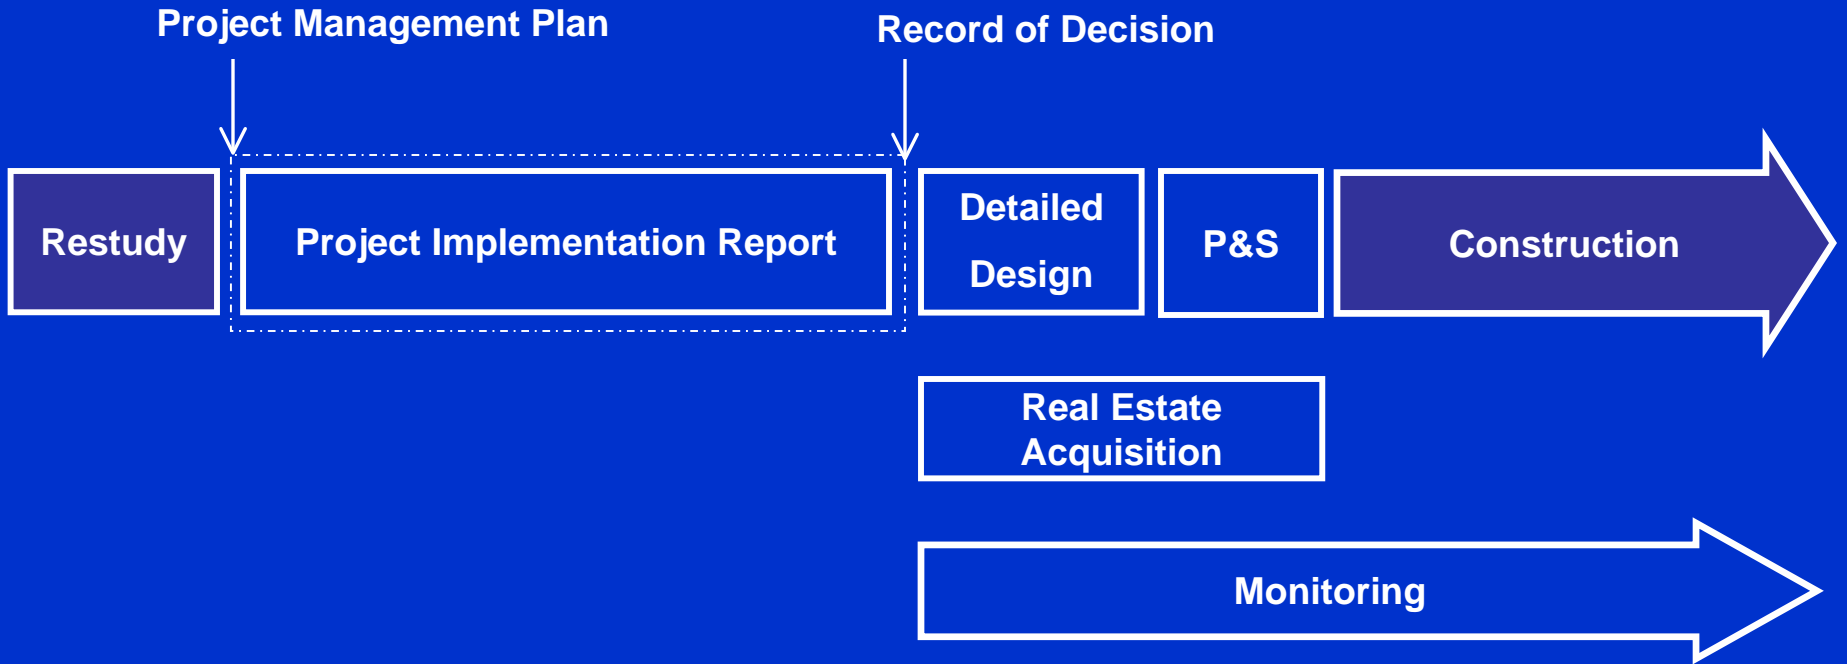 Project Management Plan
Record of Decision
Restudy
Project Implementation Report
Detailed
Design
P&S
Construction
Real Estate
Acquisition
Monitoring